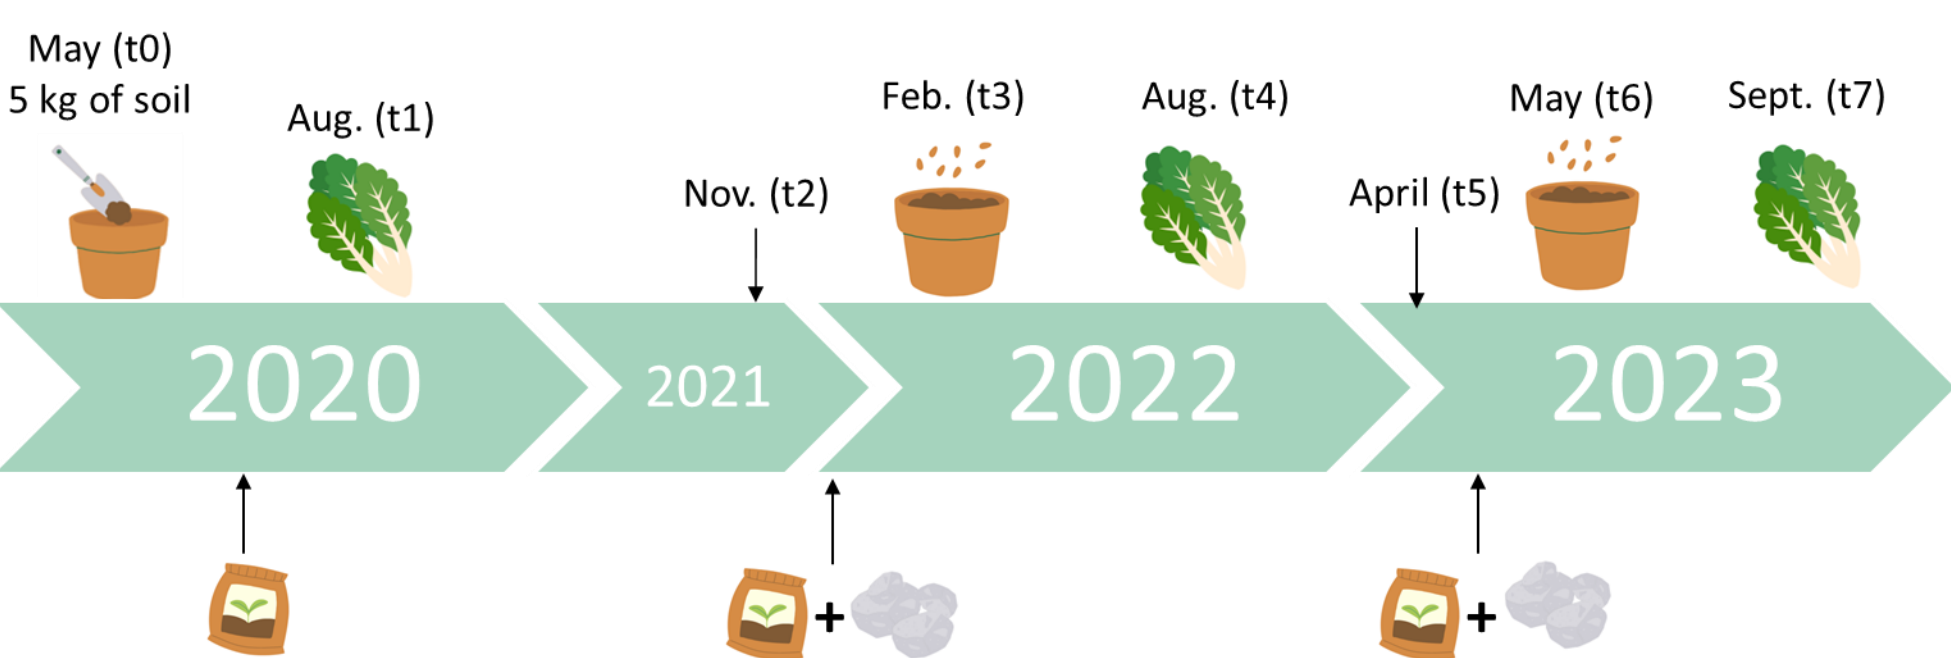 May (t0)
5 kg of soil
Aug. (t1)
Nov. (t2)
Feb. (t3)
Aug. (t4)
April (t5)
May (t6)
Sept. (t7)
2020
2021
2022
2023
+
+